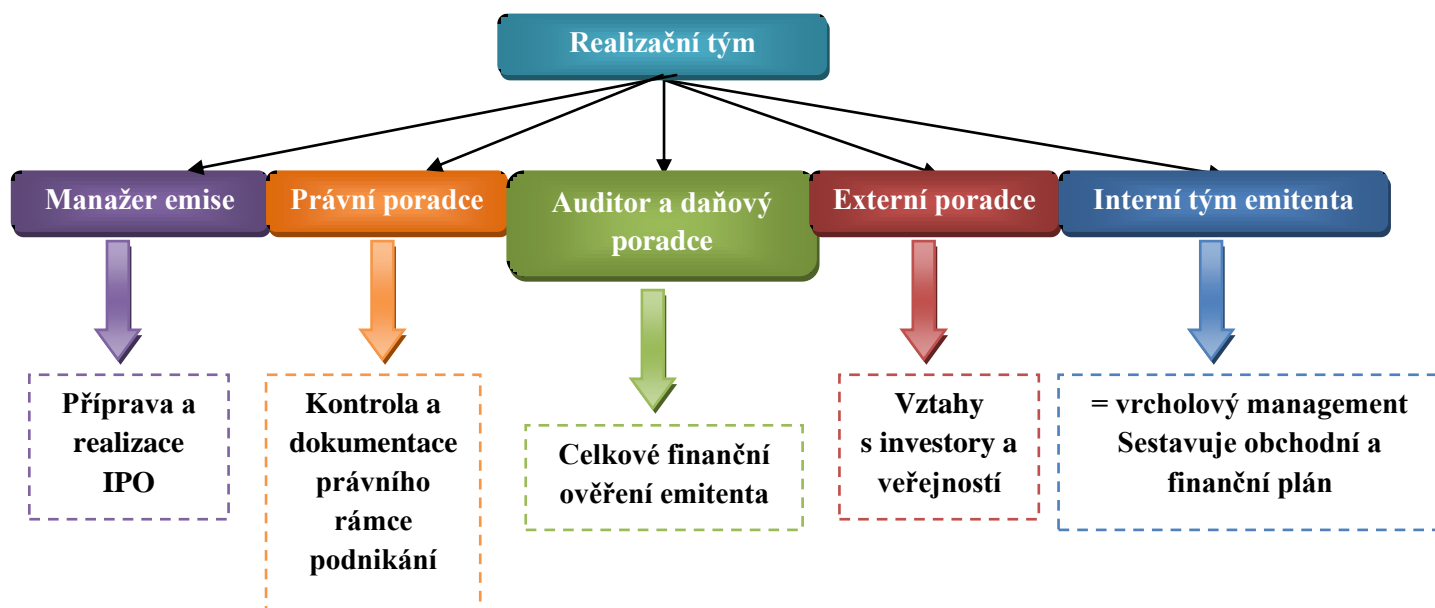 Realizační tým
Manažer emise
Právní poradce
Auditor a daňový
poradce
Externí poradce
Interní tým emitenta
Příprava a
realizace
IPO
Kontrola a
dokumentace
právního
rámce
podnikání
Celkové finanční
ověření emitenta
Vztahy
s investory a
veřejností
= vrcholový management
Sestavuje obchodní a
finanční plán